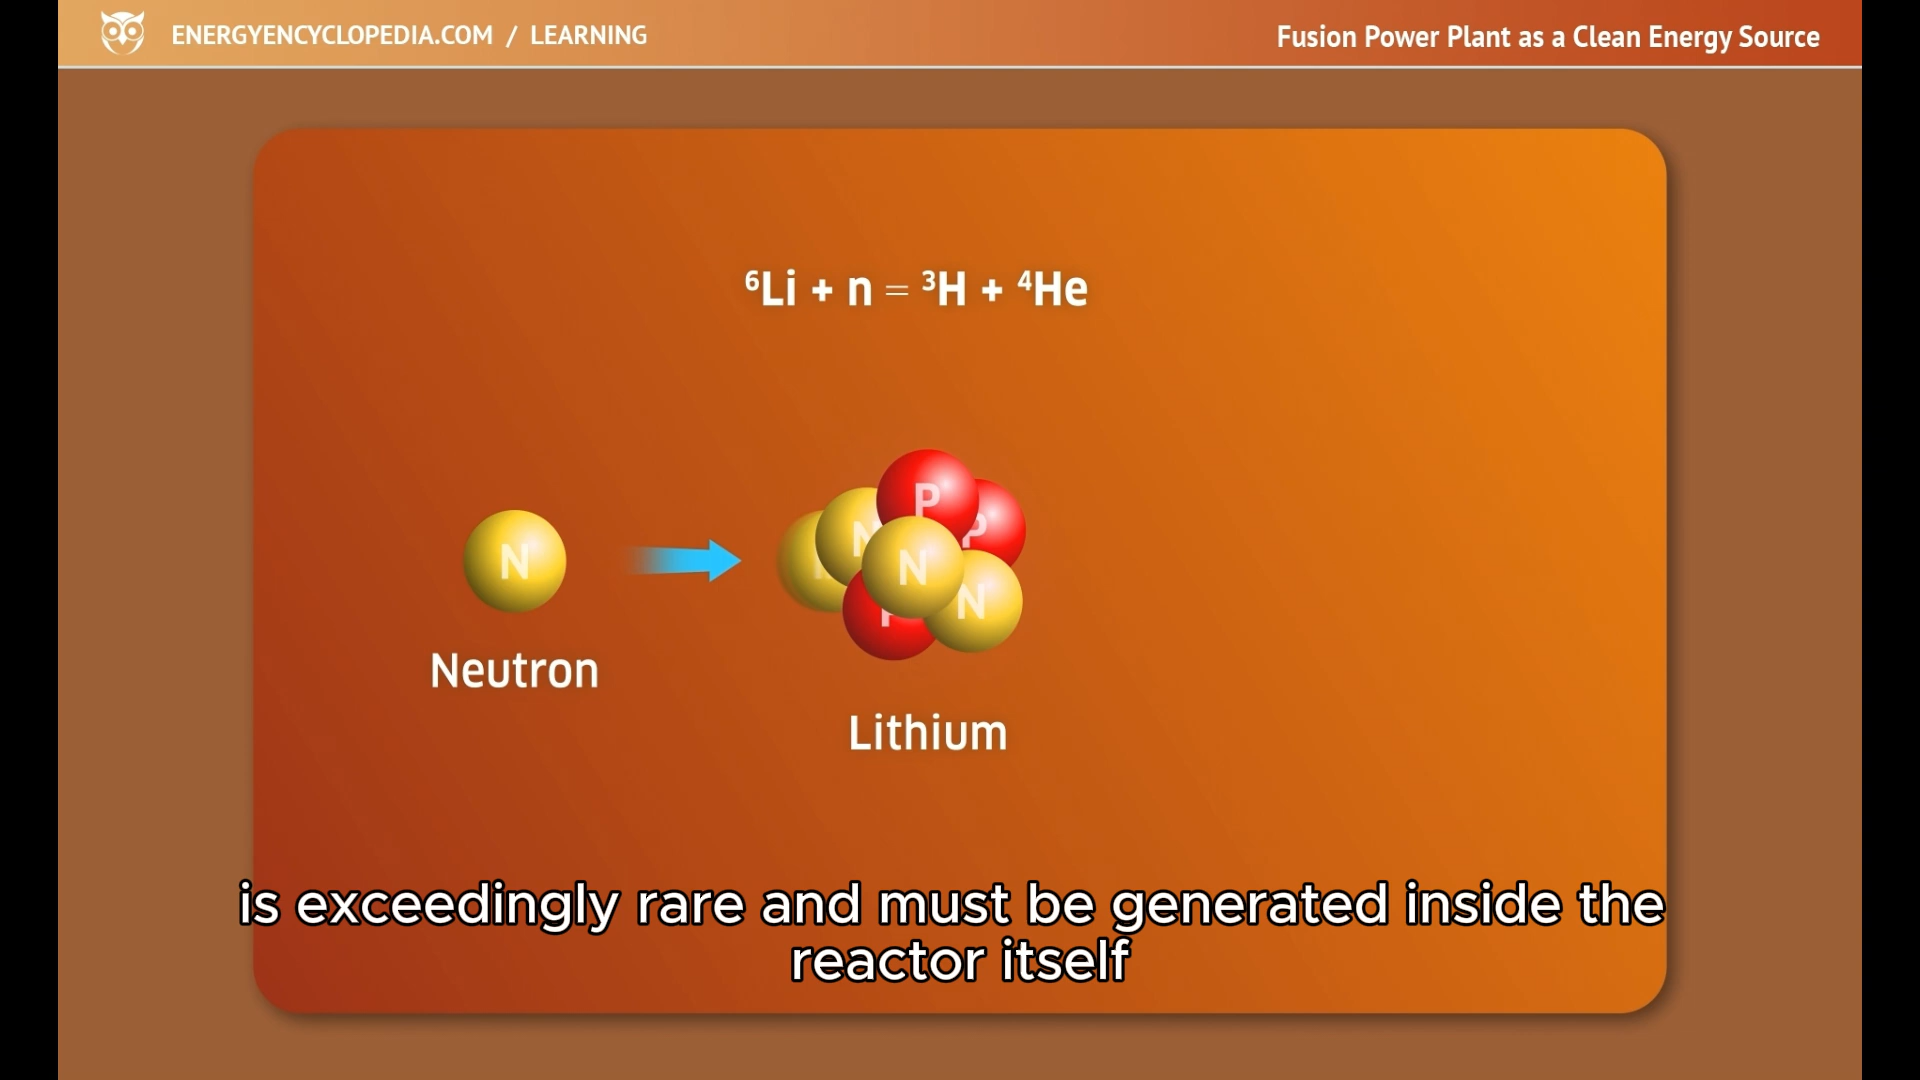 ENERGYENCYCLOPEDIA.COM / LEARNING
Fusion Power Plant as a Clean Energy Source
⁶Li + n = ³H + ⁴He
P
P
N
N
N
N
Neutron
Lithium
is exceedingly rare and must be generated inside the
reactor itself